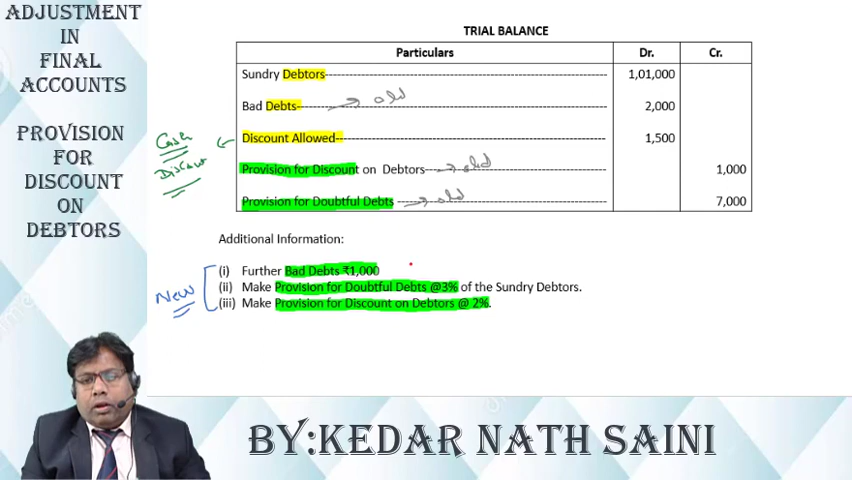 ADJUSTMENT
IN
FINAL
ACCOUNTS
PROVISION
FOR
DISCOUNT
ON
DEBTORS
TRIAL BALANCE
Particulars Dr. Cr.
Sundry Debtors 1,01,000
Bad Debts → old 2,000
Cash Discount ← Discount Allowed 1,500
Provision for Discount on Debtors → old 1,000
Provision for Doubtful Debts → old 7,000
Additional Information:
New
(i) Further Bad Debts ₹1,000
(ii) Make Provision for Doubtful Debts @3% of the Sundry Debtors.
(iii) Make Provision for Discount on Debtors @ 2%.
BY:KEDAR NATH SAINI